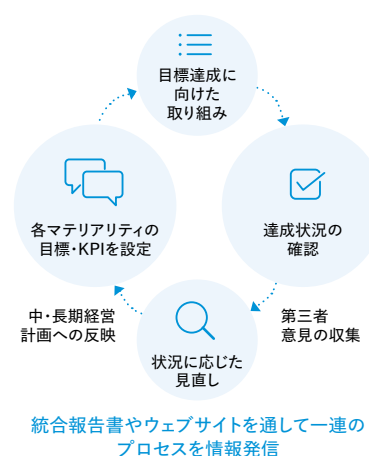 目標達成に
向けた
取り組み
各マテリアリティの
目標・KPIを設定
達成状況の
確認
中・長期経営
計画への反映
第三者
意見の収集
状況に応じた
見直し
統合報告書やウェブサイトを通して一連の
プロセスを情報発信